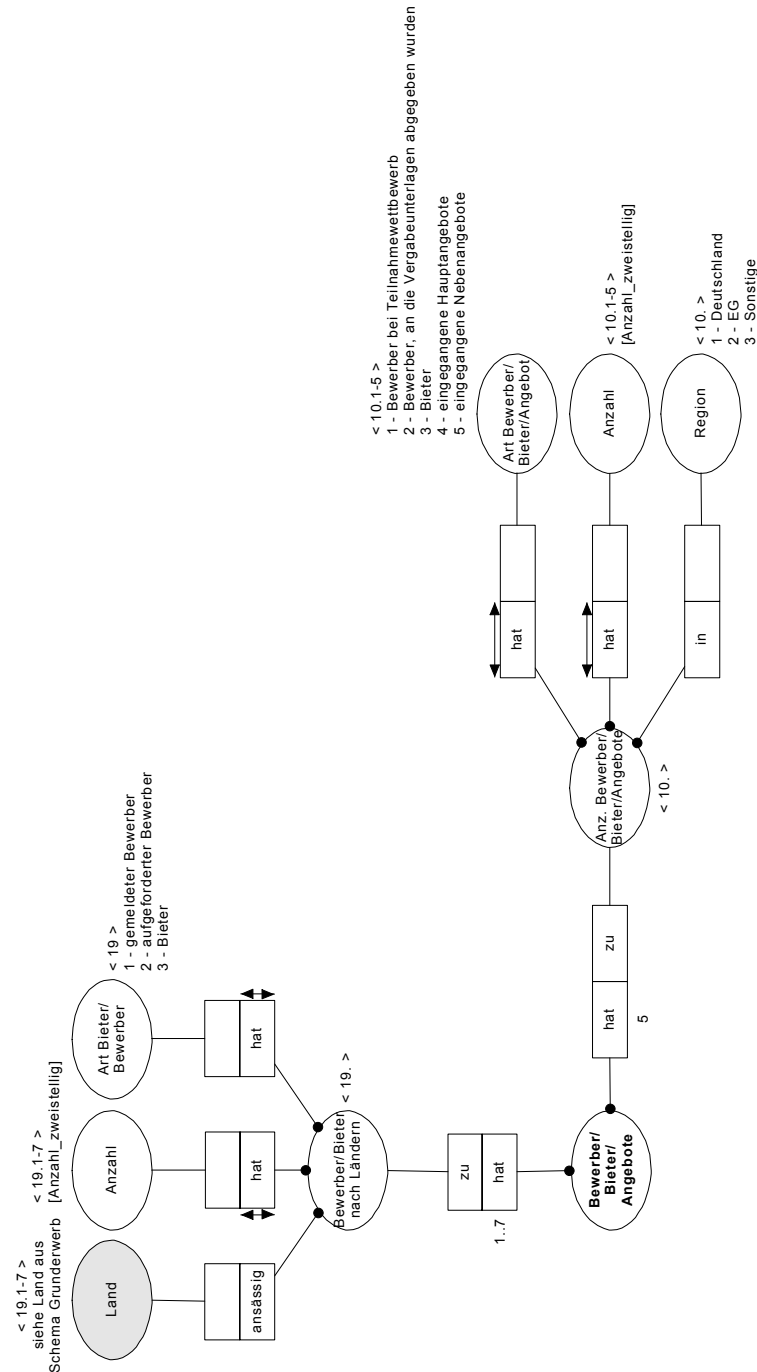 < 19.1-7 >
siehe Land aus
Schema Grunderwerb
Land
ansässig
< 19.1-7 >
[Anzahl_zweistellig]
Anzahl
hat
< 19 >
1 - gemeldeter Bewerber
2 - aufgeforderter Bewerber
3 - Bieter
Art Bieter/
Bewerber
hat
Bewerber/Bieter
nach Ländern
< 19. >
zu
hat
1..7
Bewerber/
Bieter/
Angebote
hat
zu
5
Anz. Bewerber/
Bieter/Angebote
< 10. >
hat
Art Bewerber/
Bieter/Angebot
< 10.1-5 >
1 - Bewerber bei Teilnahmewettbewerb
2 - Bewerber, an die Vergabeunterlagen abgegeben wurden
3 - Bieter
4 - eingegangene Hauptangebote
5 - eingegangene Nebenangebote
hat
Anzahl
< 10.1-5 >
[Anzahl_zweistellig]
in
Region
< 10. >
1 - Deutschland
2 - EG
3 - Sonstige